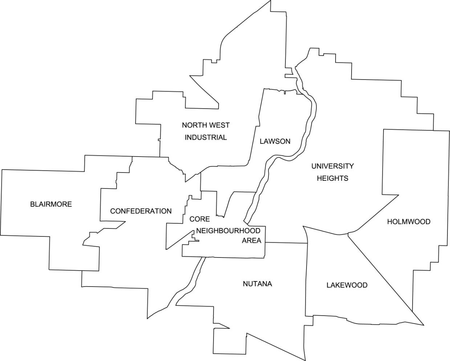 NORTH WEST
INDUSTRIAL
LAWSON
UNIVERSITY
HEIGHTS
BLAIRMORE
CONFEDERATION
CORE
NEIGHBOURHOOD
AREA
HOLMWOOD
NUTANA
LAKEWOOD